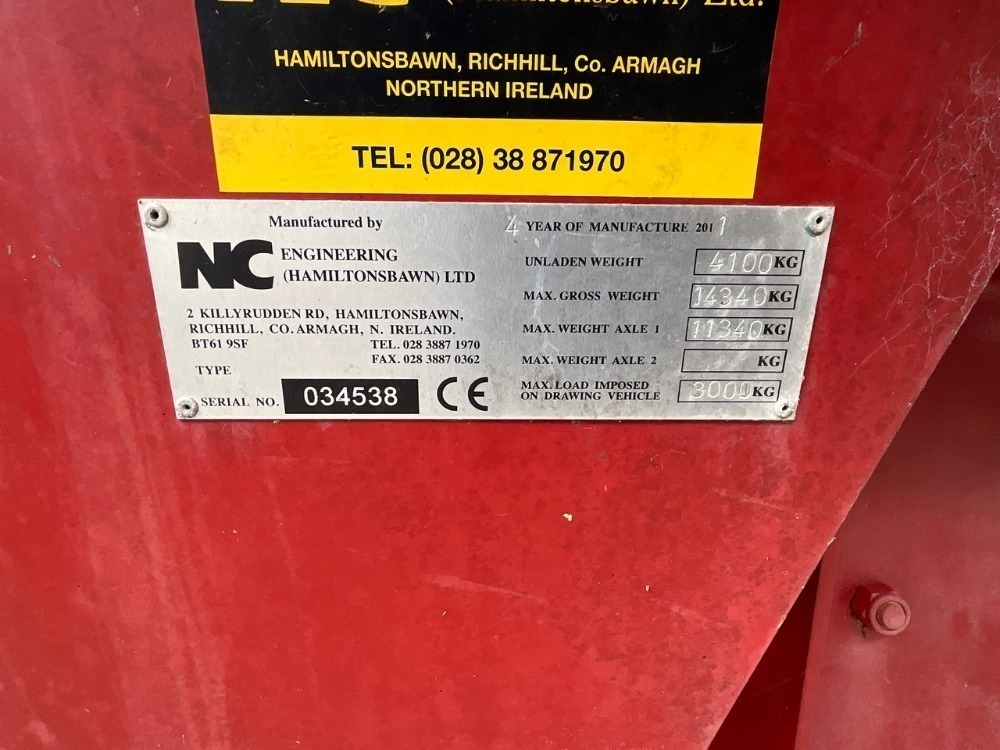 Ltd.
HAMILTONSBAWN, RICHHILL, Co. ARMAGH
NORTHERN IRELAND
TEL: (028) 38 871970
Manufactured by
NC ENGINEERING
(HAMILTONSBAWN) LTD
2 KILLYRUDDEN RD, HAMILTONSBAWN,
RICHHILL, CO. ARMAGH, N. IRELAND.
BT61 9SF TEL. 028 3887 1970
FAX. 028 3887 0362
TYPE
SERIAL NO. 034538 CE
4 YEAR OF MANUFACTURE 2011
UNLADEN WEIGHT 4100 KG
MAX. GROSS WEIGHT 14340 KG
MAX. WEIGHT AXLE 1 11340 KG
MAX. WEIGHT AXLE 2 KG
MAX. LOAD IMPOSED
ON DRAWING VEHICLE 3000 KG